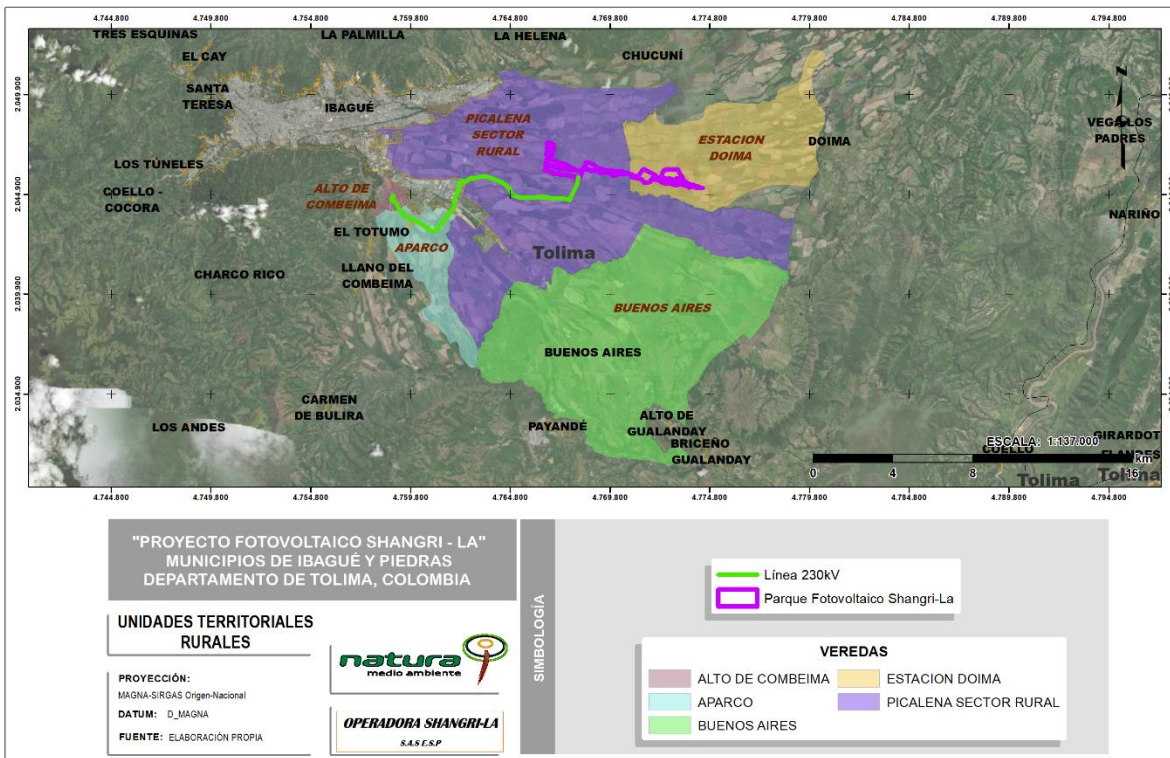 4.744.800 4.749.800 4.754.800 4.759.800 4.764.800 4.769.800 4.774.800 4.779.800 4.784.800 4.789.800 4.794.800
TRES ESQUINAS
LA PALMILLA
LA HELENA
EL CAY
CHUCUNÍ
SANTA
TERESA
IBAGUÉ
2.049.900
PICALENA
SECTOR
RURAL
ESTACION
DOIMA
DOIMA
VEGA LOS
PADRES
LOS TÚNELES
COELLO -
COCORA
ALTO DE
COMBEIMA
2.044.900
NARIÑO
EL TOTUMO
APARCO
Tolima
CHARCO RICO
LLANO DEL
COMBEIMA
2.039.900
2.039.900
BUENOS AIRES
BUENOS AIRES
2.034.900
CARMEN
DE BULIRA
LOS ANDES
PAYANDÉ
ALTO DE
GUALANDAY
BRICEÑO
GUALANDAY
ESCALA: 1:137.000
GIRARDOT
COELLO
FLANDES
km
0 4 8 16
Tolima
Tolima
4.744.800 4.749.800 4.754.800 4.759.800 4.764.800 4.769.800 4.774.800 4.779.800 4.784.800 4.789.800 4.794.800
"PROYECTO FOTOVOLTAICO SHANGRI - LA"
MUNICIPIOS DE IBAGUÉ Y PIEDRAS
DEPARTAMENTO DE TOLIMA, COLOMBIA
UNIDADES TERRITORIALES
RURALES
PROYECCIÓN:
MAGNA-SIRGAS Origen-Nacional
DATUM: D_MAGNA
FUENTE: ELABORACIÓN PROPIA
natura
medio ambiente
OPERADORA SHANGRI-LA
S.A.S E.S.P
SIMBOLOGÍA
Línea 230kV
Parque Fotovoltaico Shangri-La
VEREDAS
ALTO DE COMBEIMA
ESTACION DOIMA
APARCO
PICALENA SECTOR RURAL
BUENOS AIRES